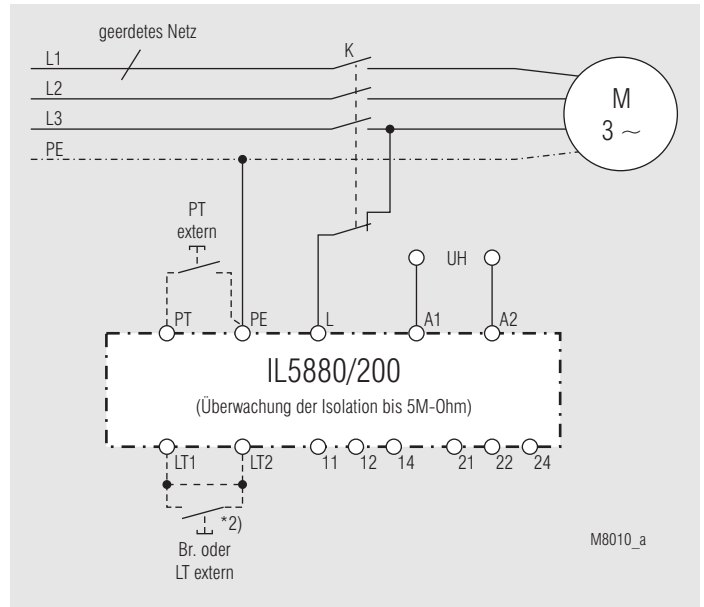 geerdetes Netz
K
L1
L2
L3
PE
M
3 ~
PT
extern
UH
PT PE L A1 A2
IL5880/200
(Überwachung der Isolation bis 5M-Ohm)
LT1 LT2 11 12 14 21 22 24
*2)
Br. oder
LT extern
M8010_a